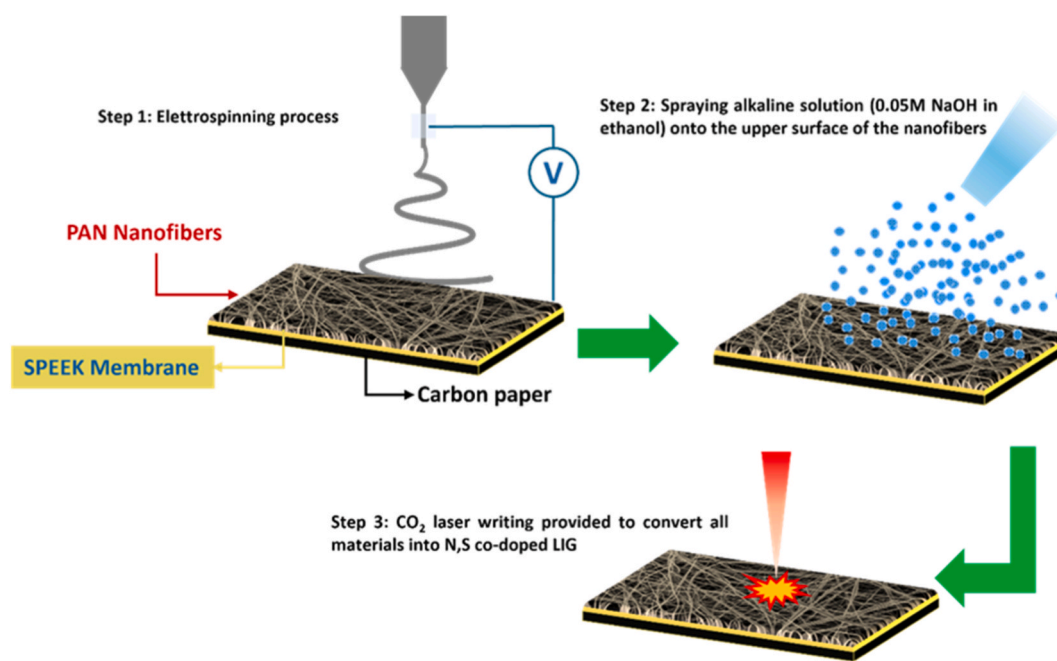 Step 1: Elettrospinning process
V
PAN Nanofibers
SPEEK Membrane
Carbon paper
Step 2: Spraying alkaline solution (0.05M NaOH in
ethanol) onto the upper surface of the nanofibers
Step 3: CO₂ laser writing provided to convert all
materials into N,S co-doped LIG